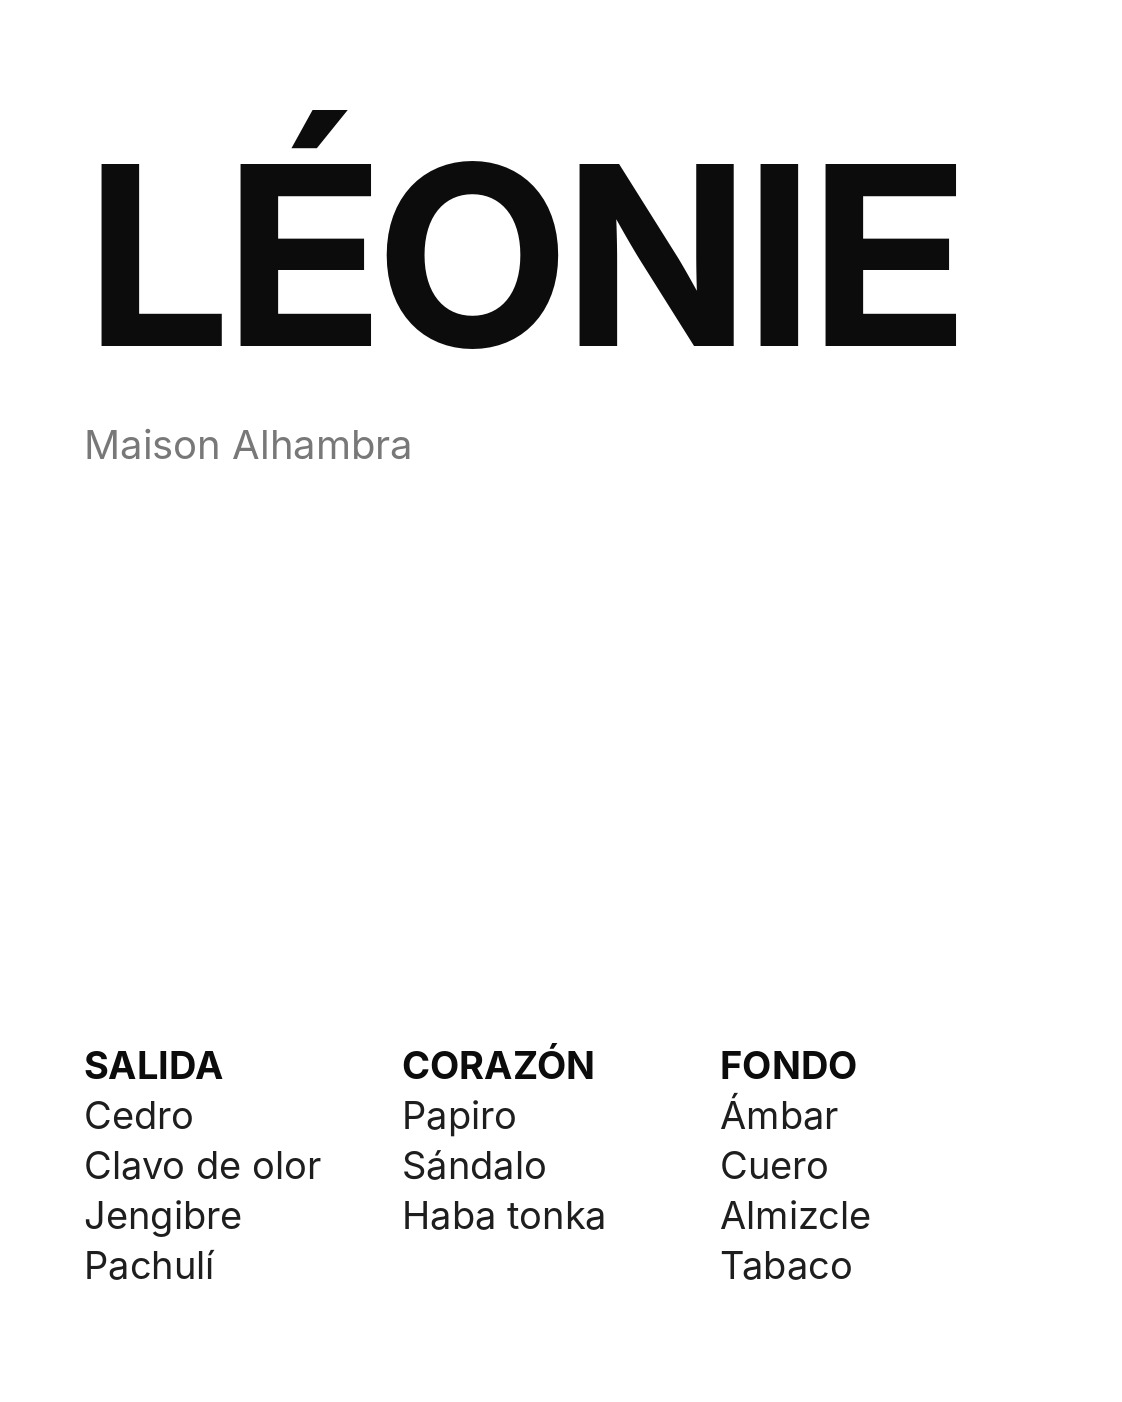 LÉONIE
Maison Alhambra
SALIDA
Cedro
Clavo de olor
Jengibre
Pachulí
CORAZÓN
Papiro
Sándalo
Haba tonka
FONDO
Ámbar
Cuero
Almizcle
Tabaco